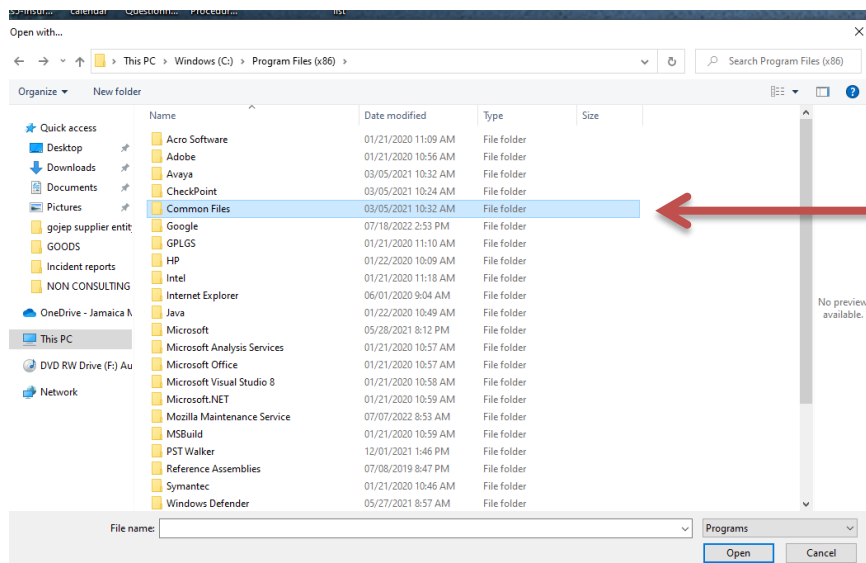 Calendar
Open with...
This PC > Windows (C:) > Program Files (x86) >
Search Program Files (x86)
Organize
New folder
Name Date modified Type Size
Quick access
Desktop
Downloads
Documents
Pictures
gojep supplier entit
GOODS
Incident reports
NON CONSULTING
OneDrive - Jamaica N
This PC
DVD RW Drive (F:) Au
Network
Acro Software 01/21/2020 11:09 AM File folder
Adobe 01/21/2020 10:56 AM File folder
Avaya 03/05/2021 10:32 AM File folder
CheckPoint 03/05/2021 10:24 AM File folder
Common Files 03/05/2021 10:32 AM File folder
Google 07/18/2022 2:53 PM File folder
GPLGS 01/21/2020 11:10 AM File folder
HP 01/22/2020 10:09 AM File folder
Intel 01/21/2020 11:18 AM File folder
Internet Explorer 06/01/2020 9:04 AM File folder
Java 01/22/2020 10:49 AM File folder
Microsoft 05/28/2021 8:12 PM File folder
Microsoft Analysis Services 01/21/2020 10:57 AM File folder
Microsoft Office 01/21/2020 10:57 AM File folder
Microsoft Visual Studio 8 01/21/2020 10:58 AM File folder
Microsoft.NET 01/21/2020 10:59 AM File folder
Mozilla Maintenance Service 07/07/2022 8:53 AM File folder
MSBuild 01/21/2020 10:59 AM File folder
PST Walker 12/01/2021 1:46 PM File folder
Reference Assemblies 07/08/2019 8:47 PM File folder
Symantec 01/21/2020 10:46 AM File folder
Windows Defender 05/27/2021 8:57 AM File folder
No preview
available.
File name:
Programs
Open
Cancel